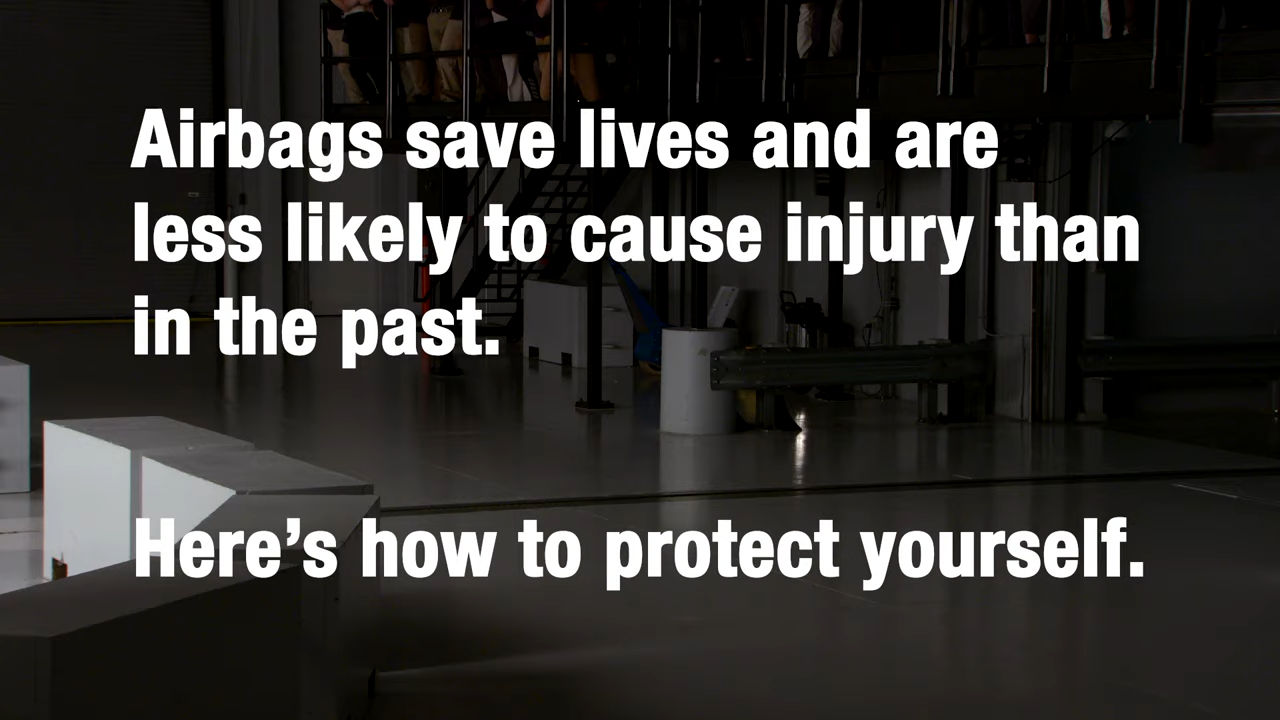 Airbags save lives and are
less likely to cause injury than
in the past.
Here’s how to protect yourself.